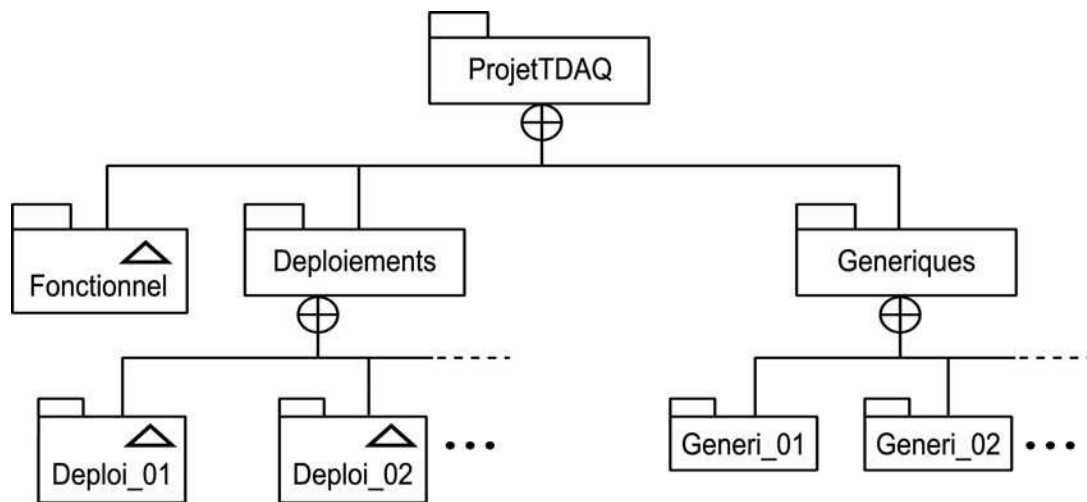 ProjetTDAQ
Fonctionnel
Deploiements
Generiques
Deploi_01
Deploi_02
...
Generi_01
Generi_02
...